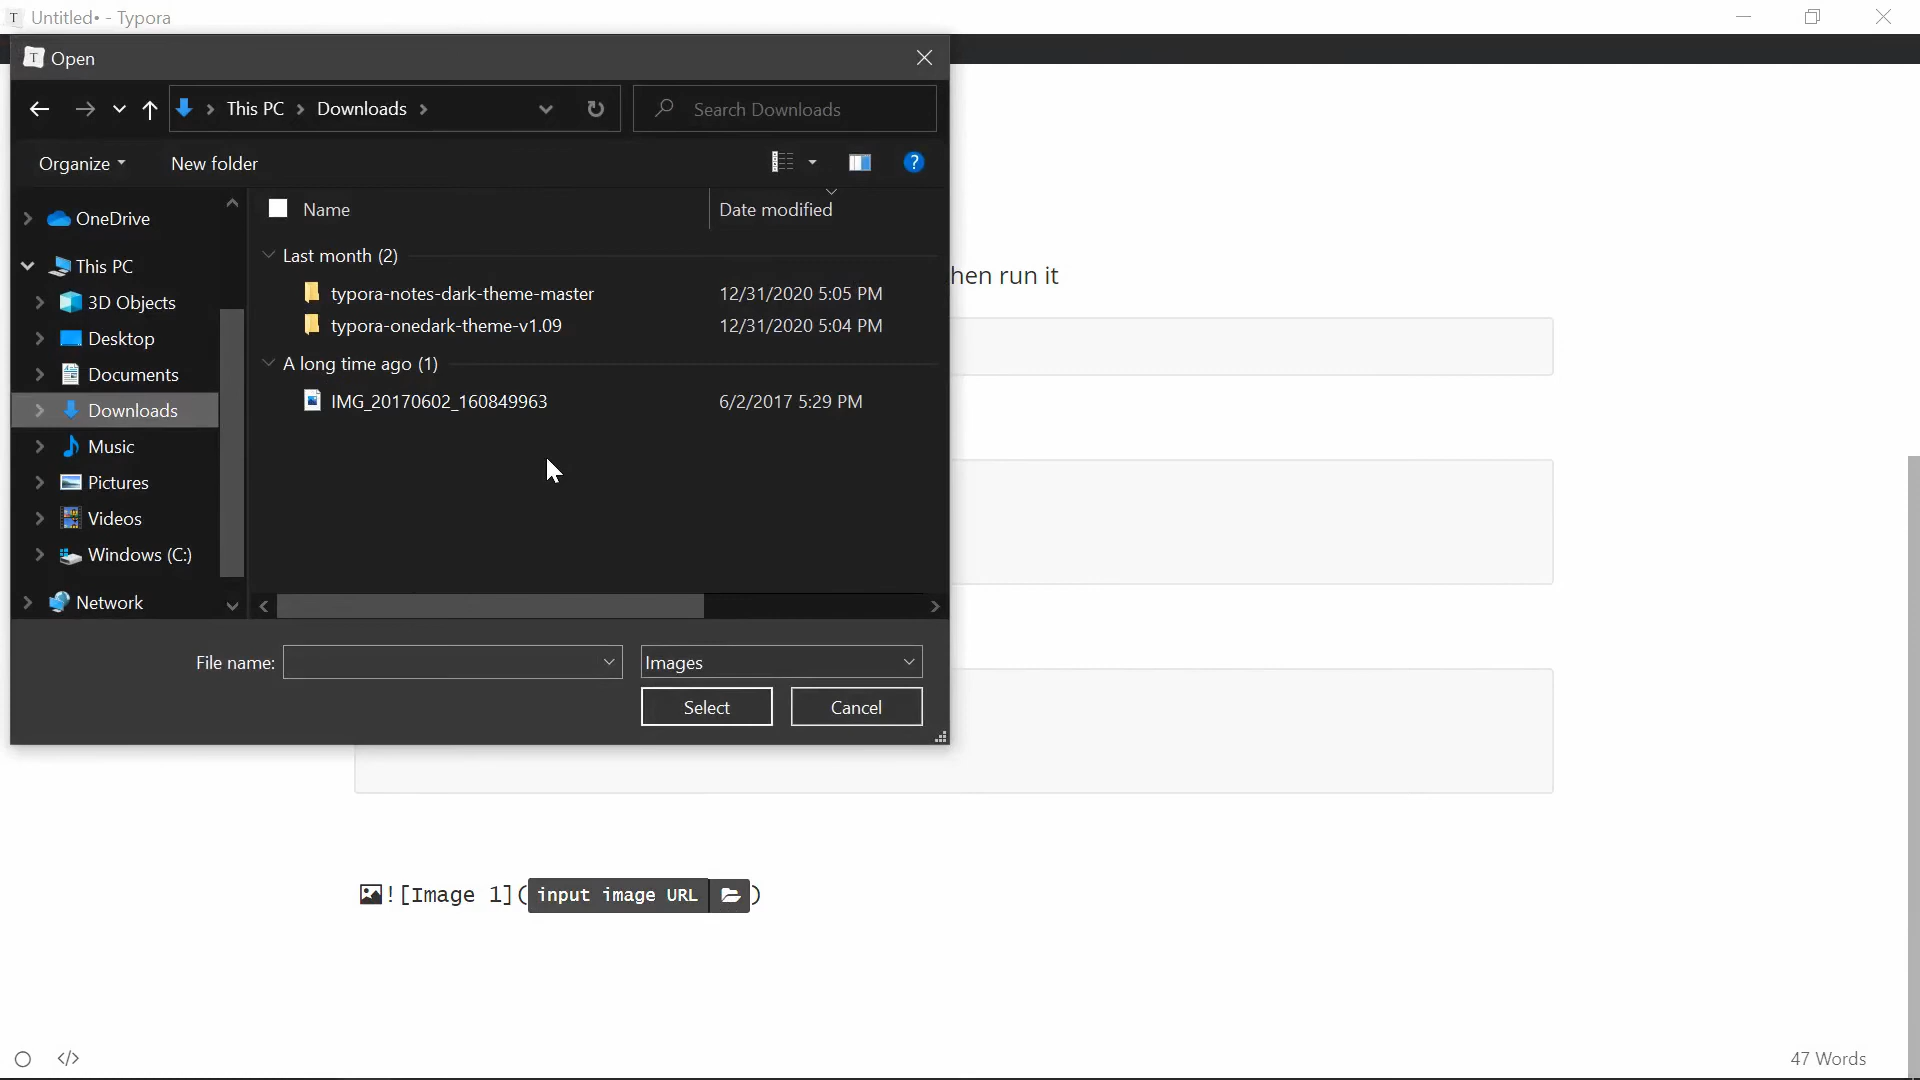 Untitled• - Typora
Open
This PC > Downloads >
Search Downloads
Organize
New folder
Name
Date modified
OneDrive
This PC
3D Objects
Desktop
Documents
Downloads
Music
Pictures
Videos
Windows (C:)
Network
Last month (2)
typora-notes-dark-theme-master 12/31/2020 5:05 PM
typora-onedark-theme-v1.09 12/31/2020 5:04 PM
A long time ago (1)
IMG_20170602_160849963 6/2/2017 5:29 PM
File name:
Images
Select
Cancel
hen run it
![Image 1](input image URL)
</> 
47 Words